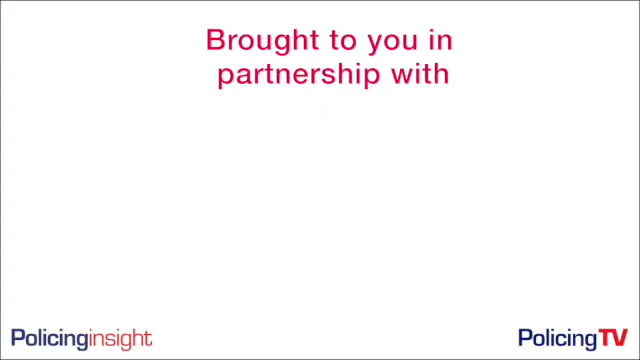 Brought to you in
partnership with
Policinginsight
PolicingTV